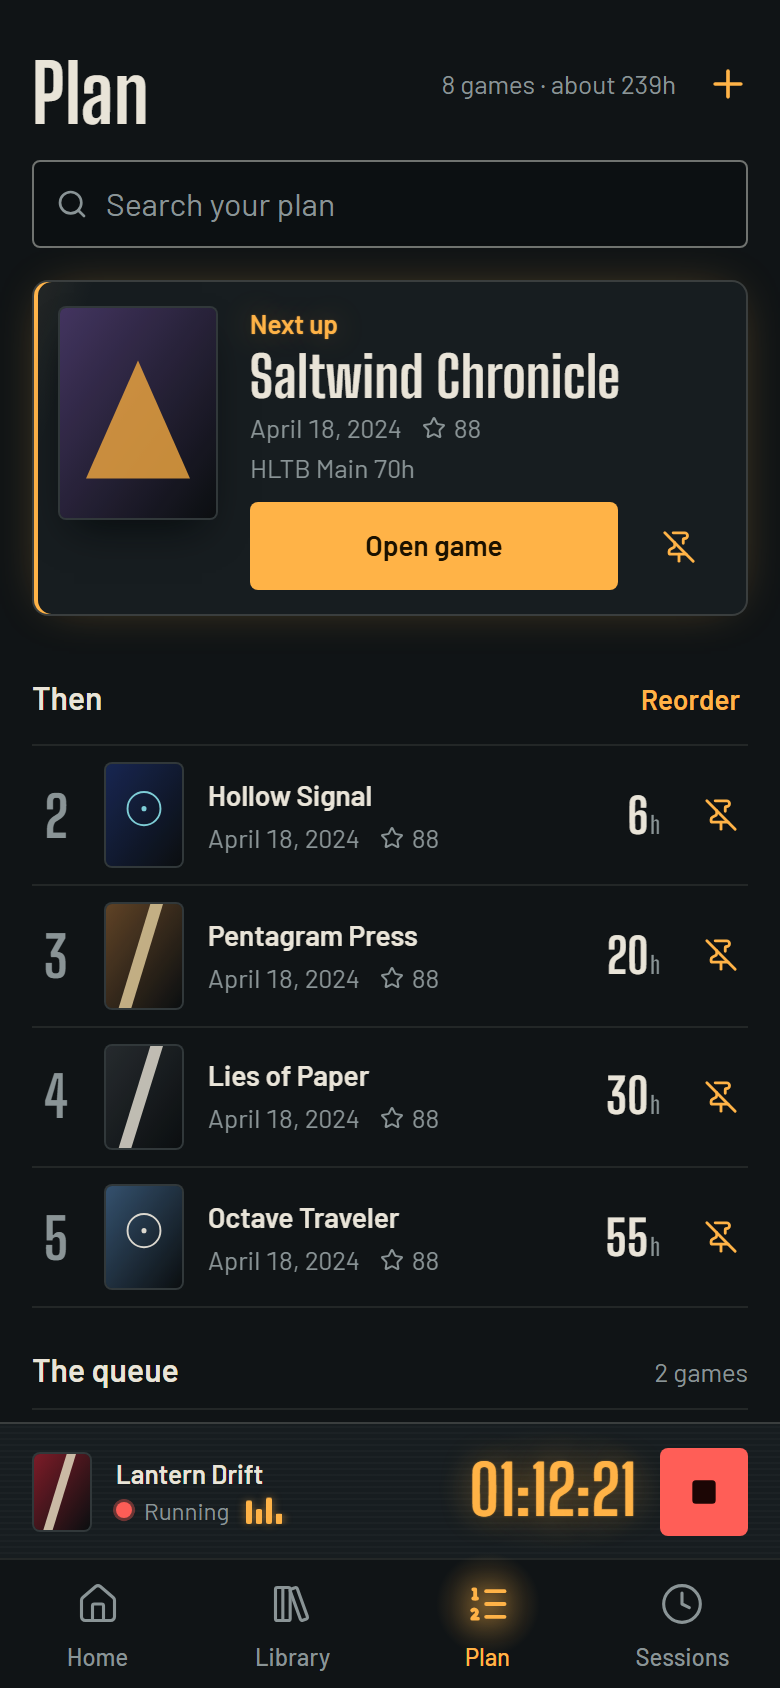 Plan
8 games · about 239h
Search your plan
Next up
Saltwind Chronicle
April 18, 2024 88
HLTB Main 70h
Open game
Then
Reorder
2
Hollow Signal
April 18, 2024 88
6h
3
Pentagram Press
April 18, 2024 88
20h
4
Lies of Paper
April 18, 2024 88
30h
5
Octave Traveler
April 18, 2024 88
55h
The queue
2 games
Lantern Drift
Running
01:12:21
Home
Library
Plan
Sessions